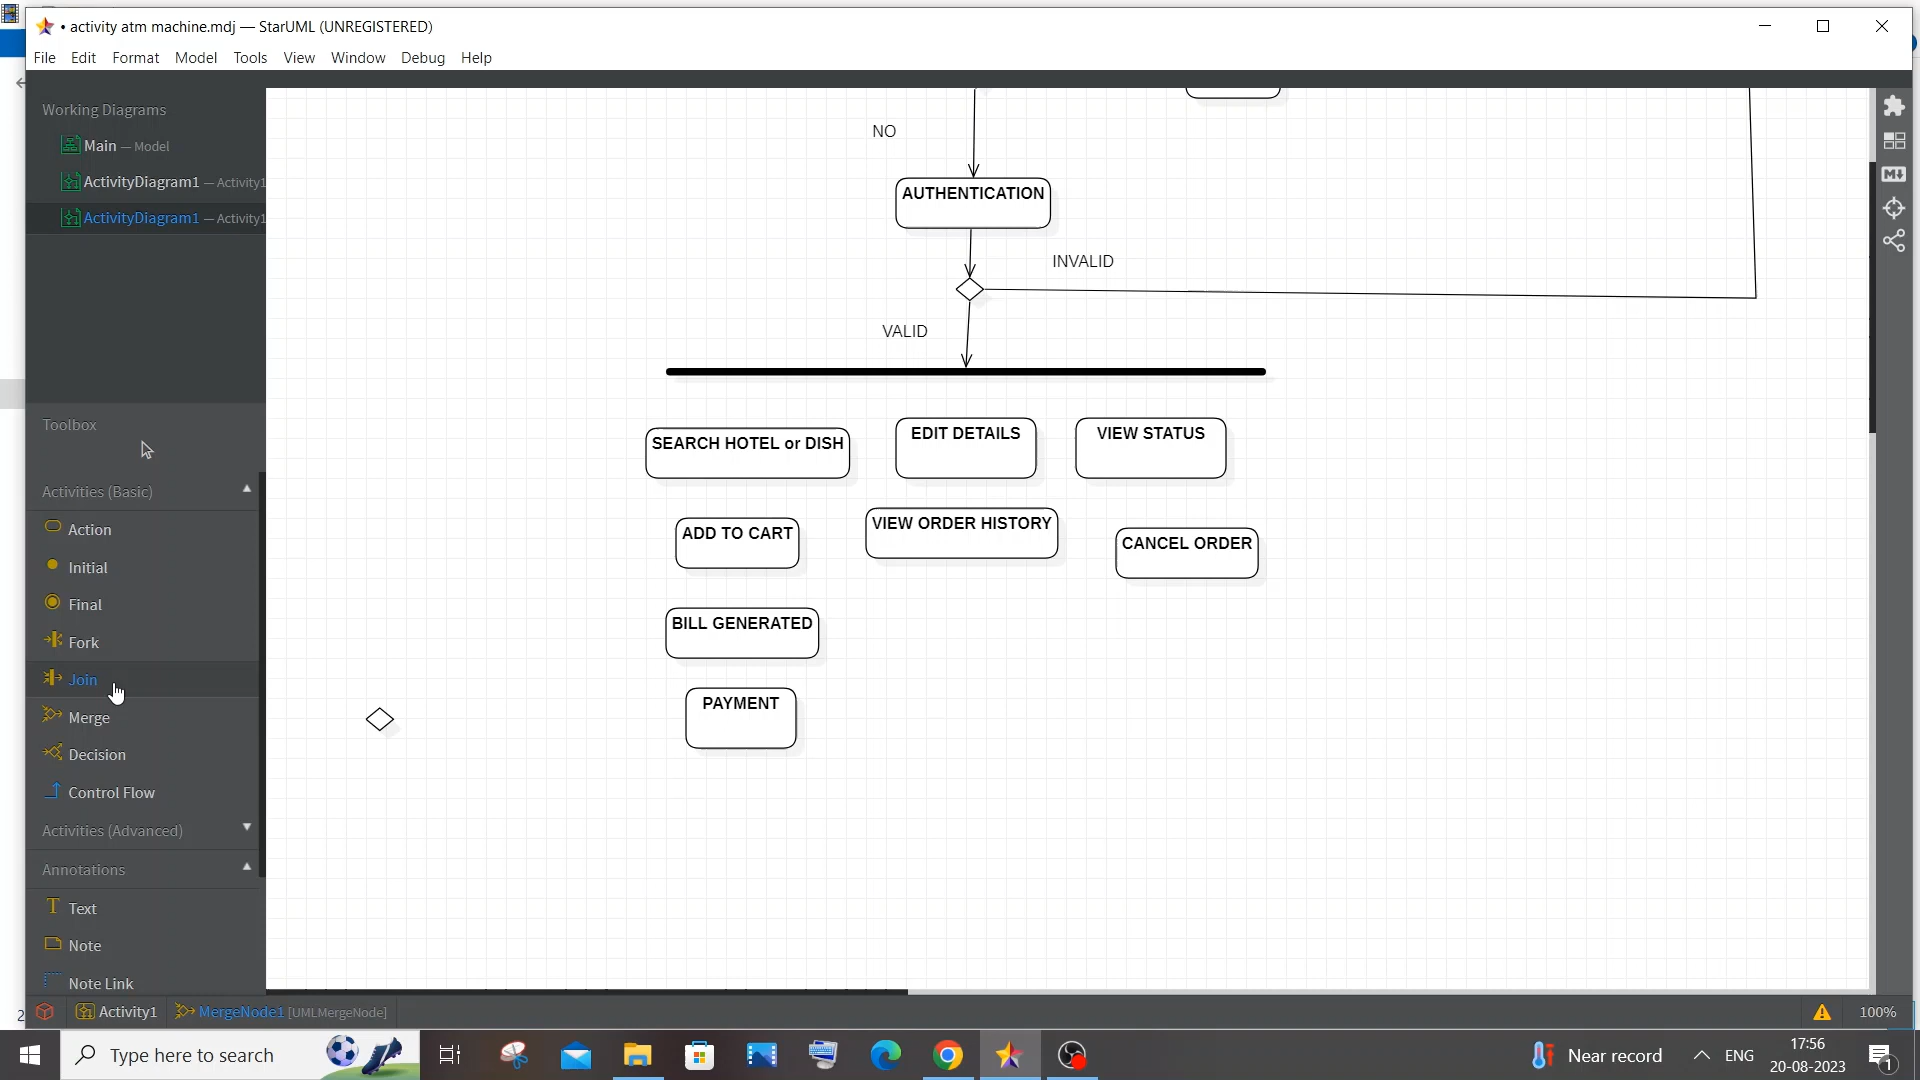 • activity atm machine.mdj — StarUML (UNREGISTERED)
File Edit Format Model Tools View Window Debug Help
Working Diagrams
Main — Model
ActivityDiagram1 — Activity1
ActivityDiagram1 — Activity1
Toolbox
Activities (Basic)
Action
Initial
Final
Fork
Join
Merge
Decision
Control Flow
Activities (Advanced)
Annotations
Text
Note
Note Link
NO
AUTHENTICATION
INVALID
VALID
SEARCH HOTEL or DISH
EDIT DETAILS
VIEW STATUS
ADD TO CART
VIEW ORDER HISTORY
CANCEL ORDER
BILL GENERATED
PAYMENT
Activity1 MergeNode1 [UMLMergeNode]
100%
Type here to search
Near record
ENG
17:56
20-08-2023
1